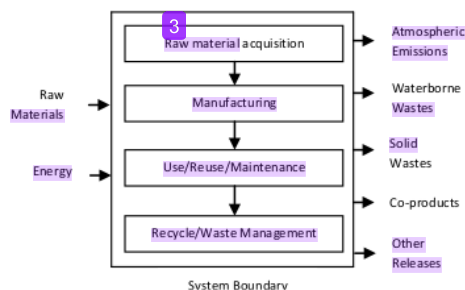 3
Raw material acquisition
Manufacturing
Use/Reuse/Maintenance
Recycle/Waste Management
Raw
Materials
Energy
Atmospheric
Emissions
Waterborne
Wastes
Solid
Wastes
Co-products
Other
Releases
System Boundary